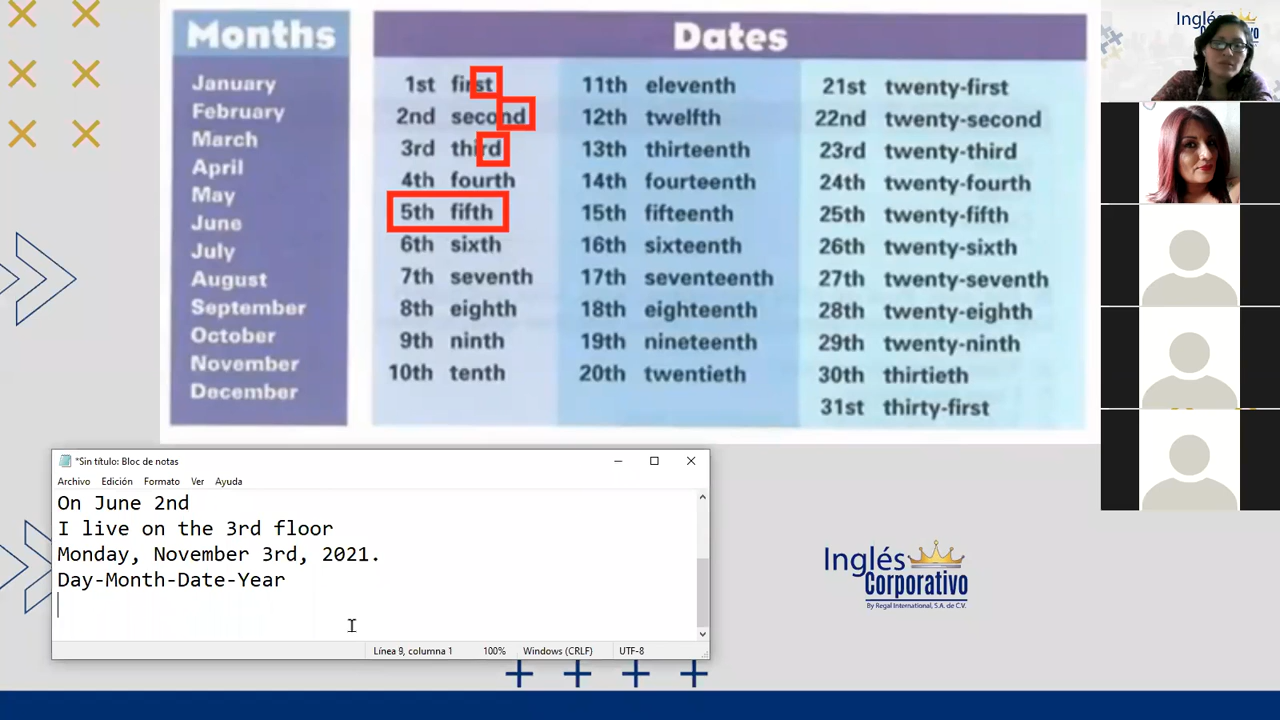 Months
January
February
March
April
May
June
July
August
September
October
November
December
Dates
1st first
2nd second
3rd third
4th fourth
5th fifth
6th sixth
7th seventh
8th eighth
9th ninth
10th tenth
11th eleventh
12th twelfth
13th thirteenth
14th fourteenth
15th fifteenth
16th sixteenth
17th seventeenth
18th eighteenth
19th nineteenth
20th twentieth
21st twenty-first
22nd twenty-second
23rd twenty-third
24th twenty-fourth
25th twenty-fifth
26th twenty-sixth
27th twenty-seventh
28th twenty-eighth
29th twenty-ninth
30th thirtieth
31st thirty-first
Inglés
*Sin título: Bloc de notas
Archivo Edición Formato Ver Ayuda
On June 2nd
I live on the 3rd floor
Monday, November 3rd, 2021.
Day-Month-Date-Year
Línea 9, columna 1 100% Windows (CRLF) UTF-8
Inglés
Corporativo
By Regal International, S.A. de C.V.